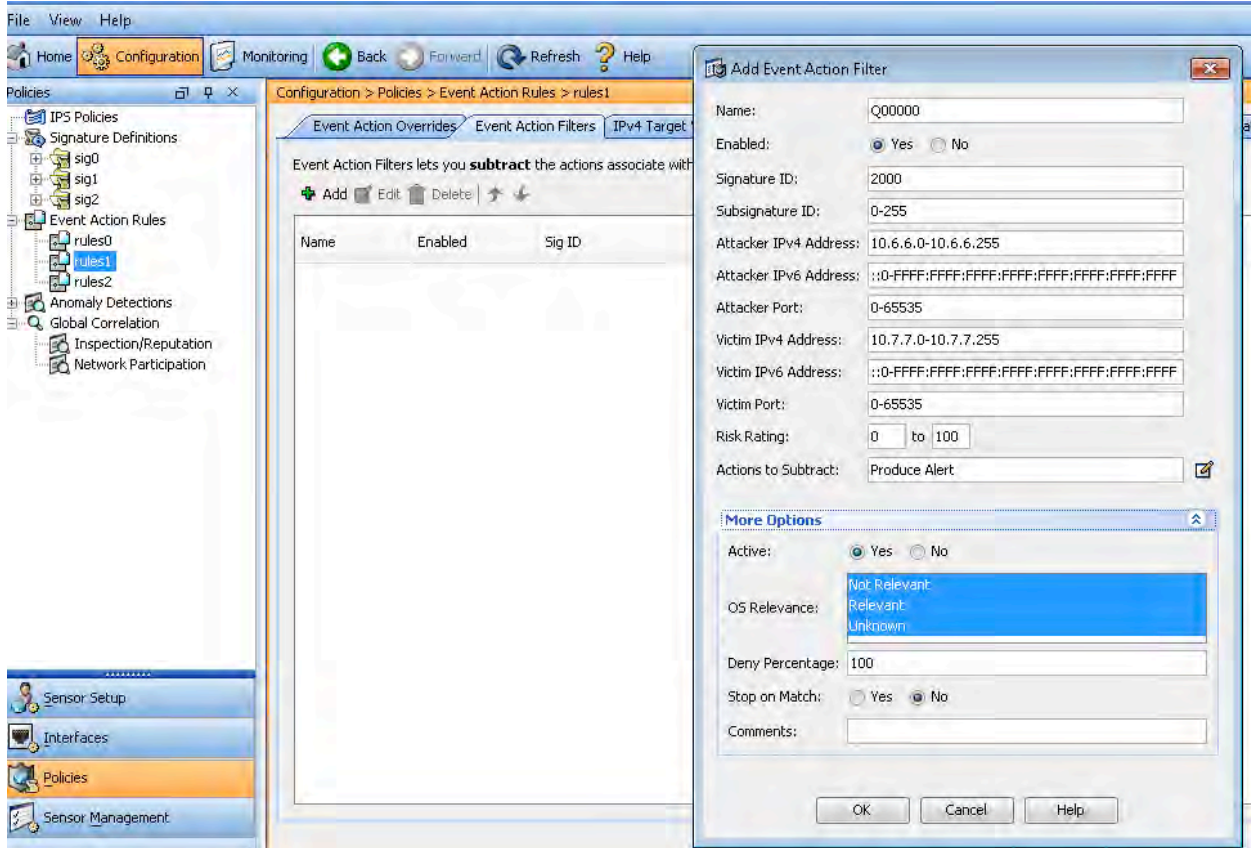 File View Help
Home Configuration Monitoring Back Forward Refresh Help
Policies
IPS Policies
Signature Definitions
sig0
sig1
sig2
Event Action Rules
rules0
rules1
rules2
Anomaly Detections
Global Correlation
Inspection/Reputation
Network Participation
Sensor Setup
Interfaces
Policies
Sensor Management
Configuration > Policies > Event Action Rules > rules1
Event Action Overrides Event Action Filters IPv4 Target
Event Action Filters lets you subtract the actions associate with
Add Edit Delete
Name Enabled Sig ID
Add Event Action Filter
Name: Q00000
Enabled: Yes No
Signature ID: 2000
Subsignature ID: 0-255
Attacker IPv4 Address: 10.6.6.0-10.6.6.255
Attacker IPv6 Address: ::0-FFFF:FFFF:FFFF:FFFF:FFFF:FFFF:FFFF:FFFF
Attacker Port: 0-65535
Victim IPv4 Address: 10.7.7.0-10.7.7.255
Victim IPv6 Address: ::0-FFFF:FFFF:FFFF:FFFF:FFFF:FFFF:FFFF:FFFF
Victim Port: 0-65535
Risk Rating: 0 to 100
Actions to Subtract: Produce Alert
More Options
Active: Yes No
OS Relevance:
Not Relevant
Relevant
Unknown
Deny Percentage: 100
Stop on Match: Yes No
Comments:
OK Cancel Help